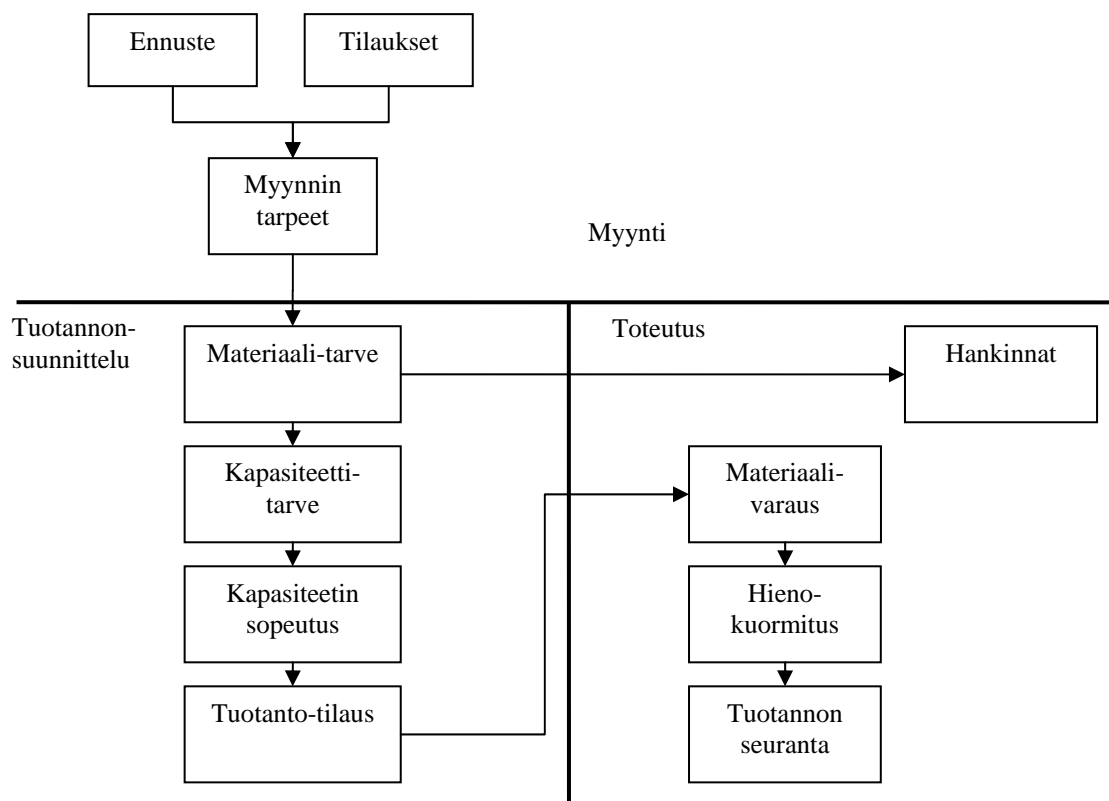 Ennuste
Tilaukset
Myynnin
tarpeet
Myynti
Tuotannon-
suunnittelu
Materiaali-tarve
Toteutus
Hankinnat
Kapasiteetti-
tarve
Materiaali-
varaus
Kapasiteetin
sopeutus
Hieno-
kuormitus
Tuotanto-tilaus
Tuotannon
seuranta